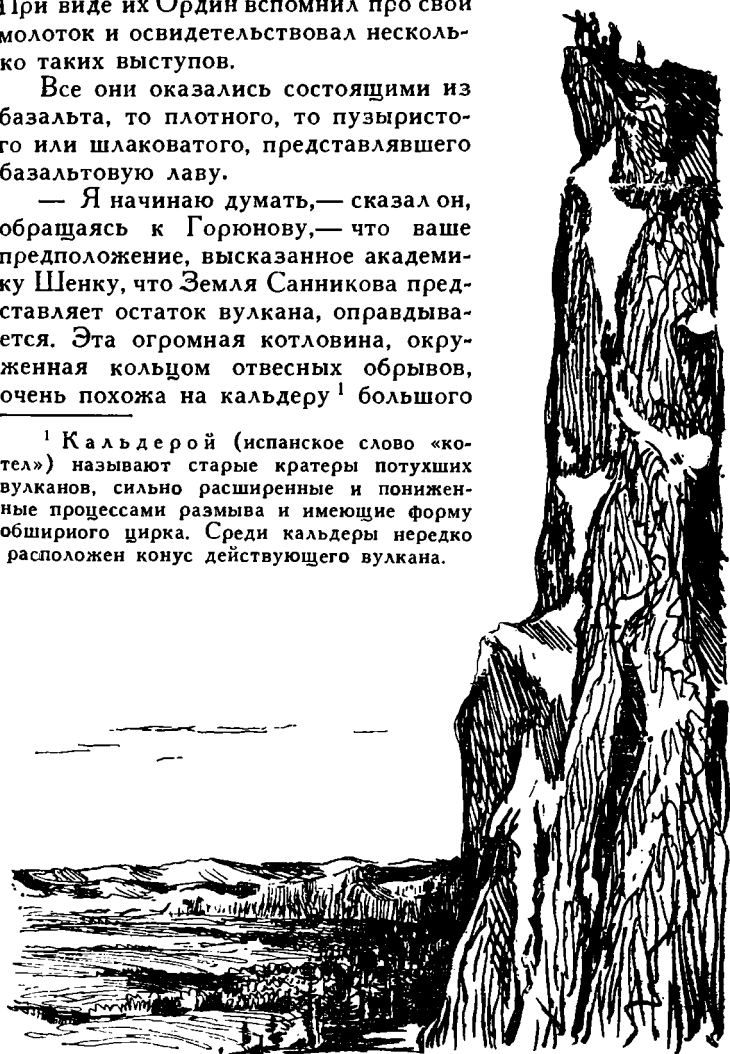 При виде их Ордин вспомнил про свой
молоток и освидетельствовал несколь-
ко таких выступов.
Все они оказались состоящими из
базальта, то плотного, то пузыристо-
го или шлаковатого, представлявшего
базальтовую лаву.
— Я начинаю думать,— сказал он,
обращаясь к Горюнову,— что ваше
предположение, высказанное академи-
ку Шенку, что Земля Санникова пред-
ставляет остаток вулкана, оправдыва-
ется. Эта огромная котловина, окру-
женная кольцом отвесных обрывов,
очень похожа на кальдеру ¹ большого
¹ Кальдерой (испанское слово «ко-
тел») называют старые кратеры потухших
вулканов, сильно расширенные и понижен-
ные процессами размыва и имеющие форму
обширного цирка. Среди кальдеры нередко
расположен конус действующего вулкана.